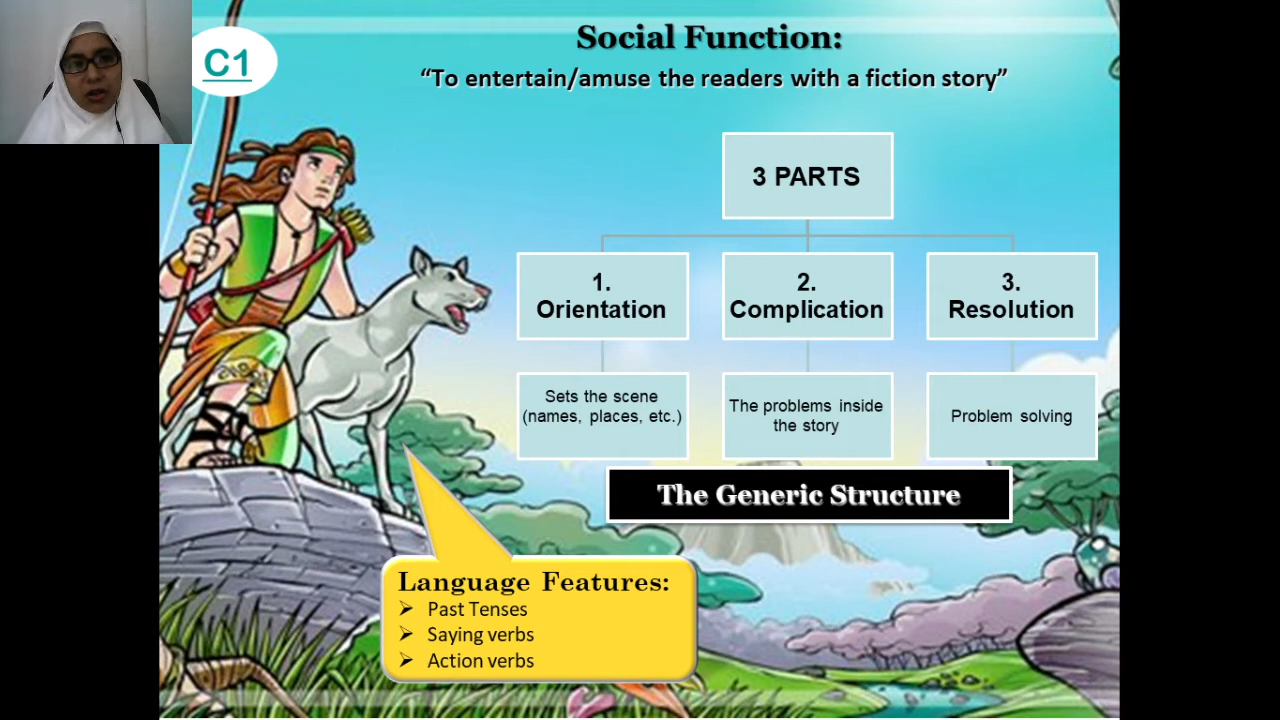 C1
Social Function:
“To entertain/amuse the readers with a fiction story”
3 PARTS
1.
Orientation
2.
Complication
3.
Resolution
Sets the scene
(names, places, etc.)
The problems inside
the story
Problem solving
The Generic Structure
Language Features:
➢ Past Tenses
➢ Saying verbs
➢ Action verbs